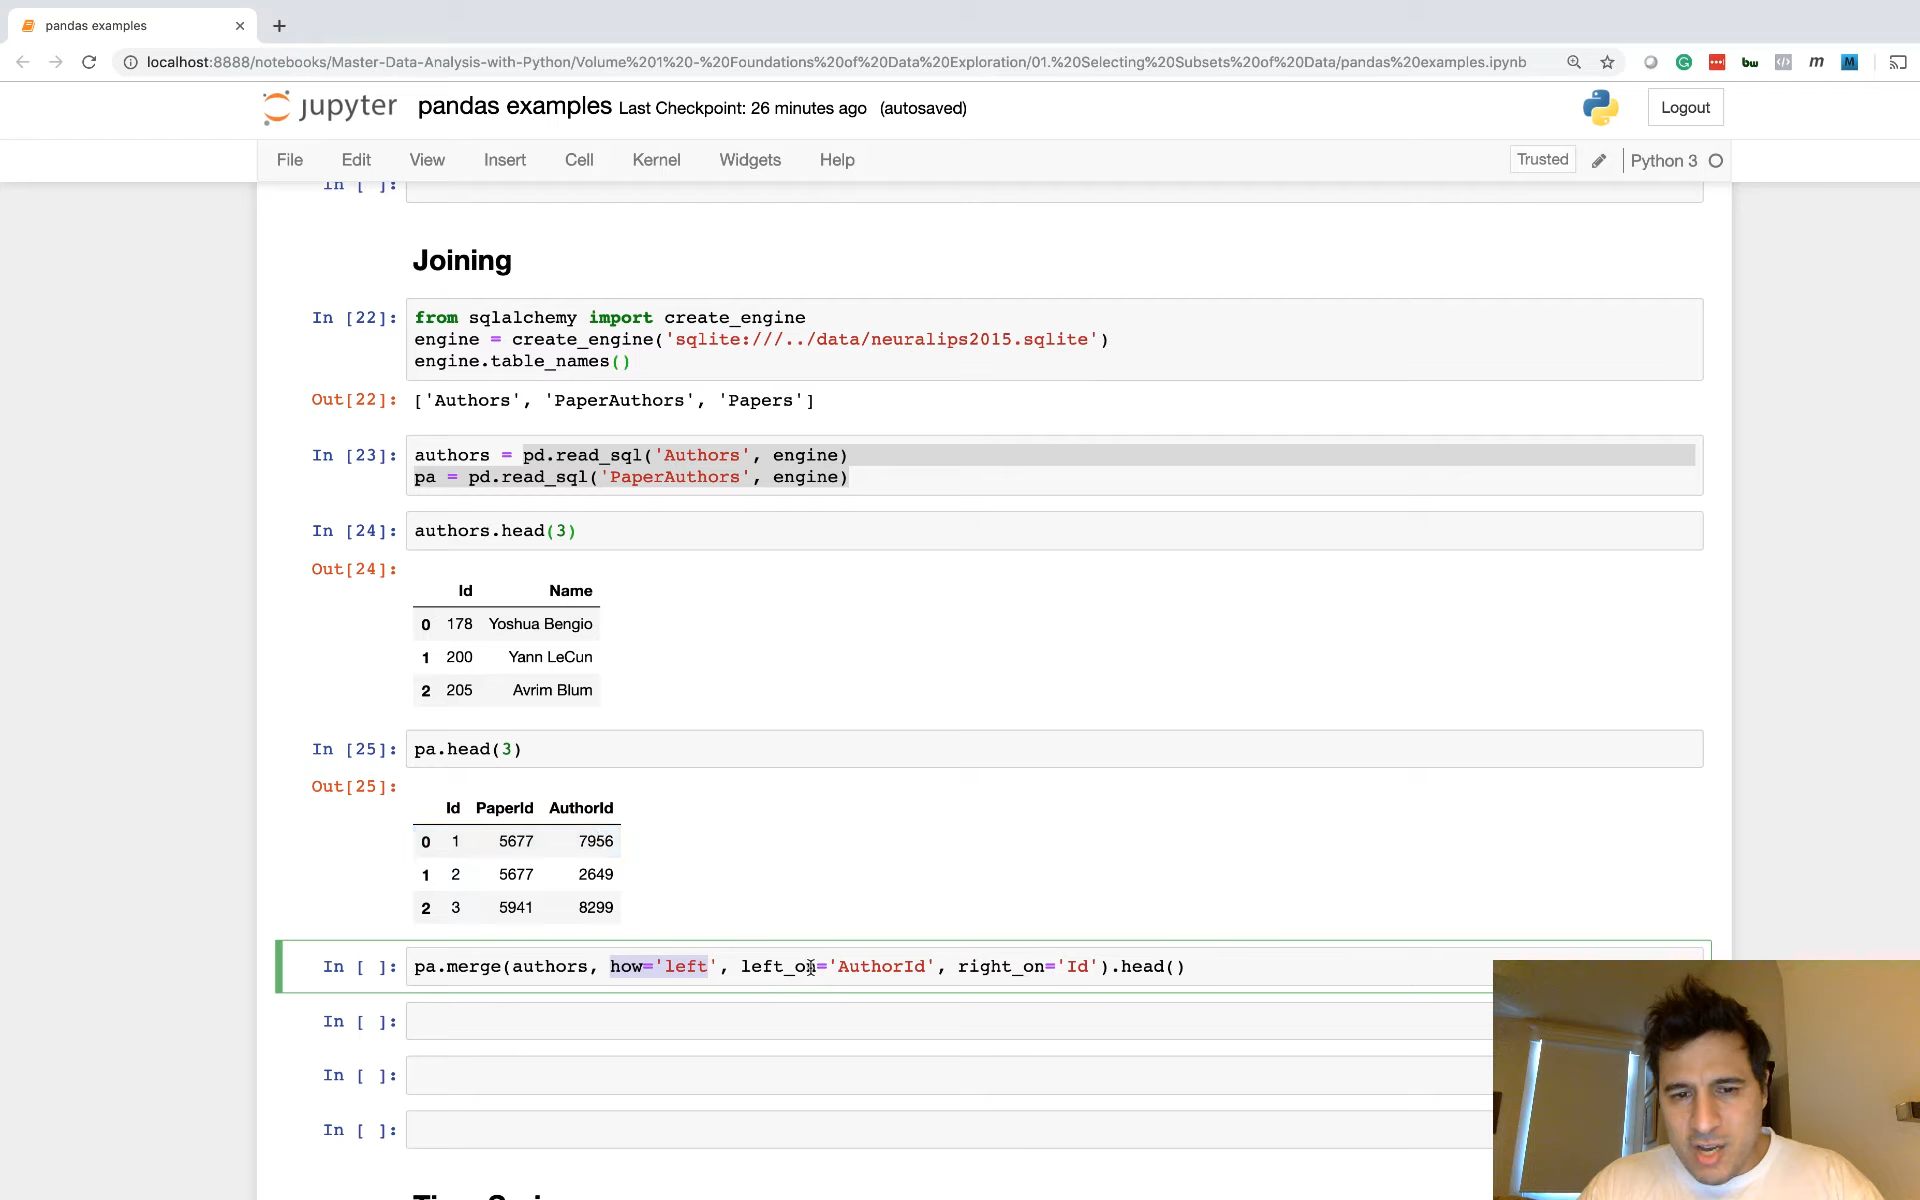 pandas examples
localhost:8888/notebooks/Master-Data-Analysis-with-Python/Volume%201%20-%20Foundations%20of%20Data%20Exploration/01.%20Selecting%20Subsets%20of%20Data/pandas%20examples.ipynb
bw
m
M
jupyter pandas examples Last Checkpoint: 26 minutes ago (autosaved)
Logout
File Edit View Insert Cell Kernel Widgets Help
Trusted
Python 3
In [ ]:
Joining
In [22]: from sqlalchemy import create_engine
engine = create_engine('sqlite:///../data/neuralips2015.sqlite')
engine.table_names()
Out[22]: ['Authors', 'PaperAuthors', 'Papers']
In [23]: authors = pd.read_sql('Authors', engine)
pa = pd.read_sql('PaperAuthors', engine)
In [24]: authors.head(3)
Out[24]:
Id Name
0 178 Yoshua Bengio
1 200 Yann LeCun
2 205 Avrim Blum
In [25]: pa.head(3)
Out[25]:
Id PaperId AuthorId
0 1 5677 7956
1 2 5677 2649
2 3 5941 8299
In [ ]: pa.merge(authors, how='left', left_on='AuthorId', right_on='Id').head()
In [ ]:
In [ ]:
In [ ]: